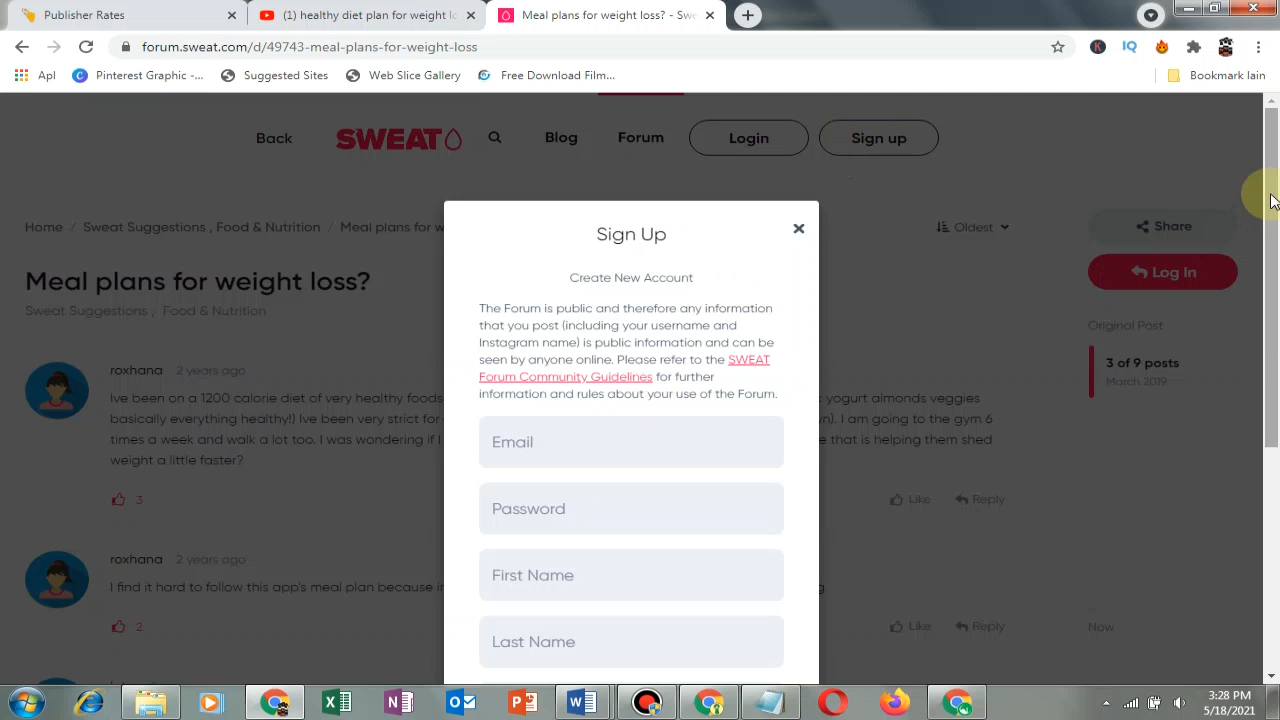 Publisher Rates
(1) healthy diet plan for weight lo
Meal plans for weight loss? - Swe
forum.sweat.com/d/49743-meal-plans-for-weight-loss
Apl
Pinterest Graphic -...
Suggested Sites
Web Slice Gallery
Free Download Film...
Bookmark lain
Back
SWEAT
Blog
Forum
Login
Sign up
Home / Sweat Suggestions , Food & Nutrition / Meal plans for w
Oldest
Share
Meal plans for weight loss?
Sweat Suggestions , Food & Nutrition
Log In
Original Post
3 of 9 posts
March 2019
Now
Sign Up
Create New Account
The Forum is public and therefore any information
that you post (including your username and
Instagram name) is public information and can be
seen by anyone online. Please refer to the SWEAT
Forum Community Guidelines for further
information and rules about your use of the Forum.
Email
Password
First Name
Last Name
roxhana 2 years ago
Ive been on a 1200 calorie diet of very healthy foods k yogurt almonds veggies
basically everything healthy!) Ive been very strict for n). I am going to the gym 6
times a week and walk a lot too. I was wondering if I e that is helping them shed
weight a little faster?
3
Like
Reply
roxhana 2 years ago
I find it hard to follow this app's meal plan because i g
2
Like
Reply
3:28 PM
5/18/2021